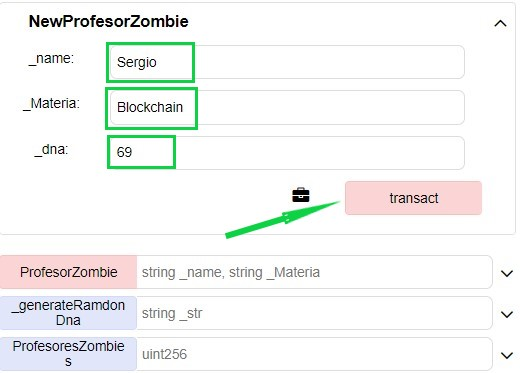 NewProfesorZombie
_name: Sergio
_Materia: Blockchain
_dna: 69
transact
ProfesorZombie string _name, string _Materia
_generateRamdon
Dna string _str
ProfesoresZombie
s uint256